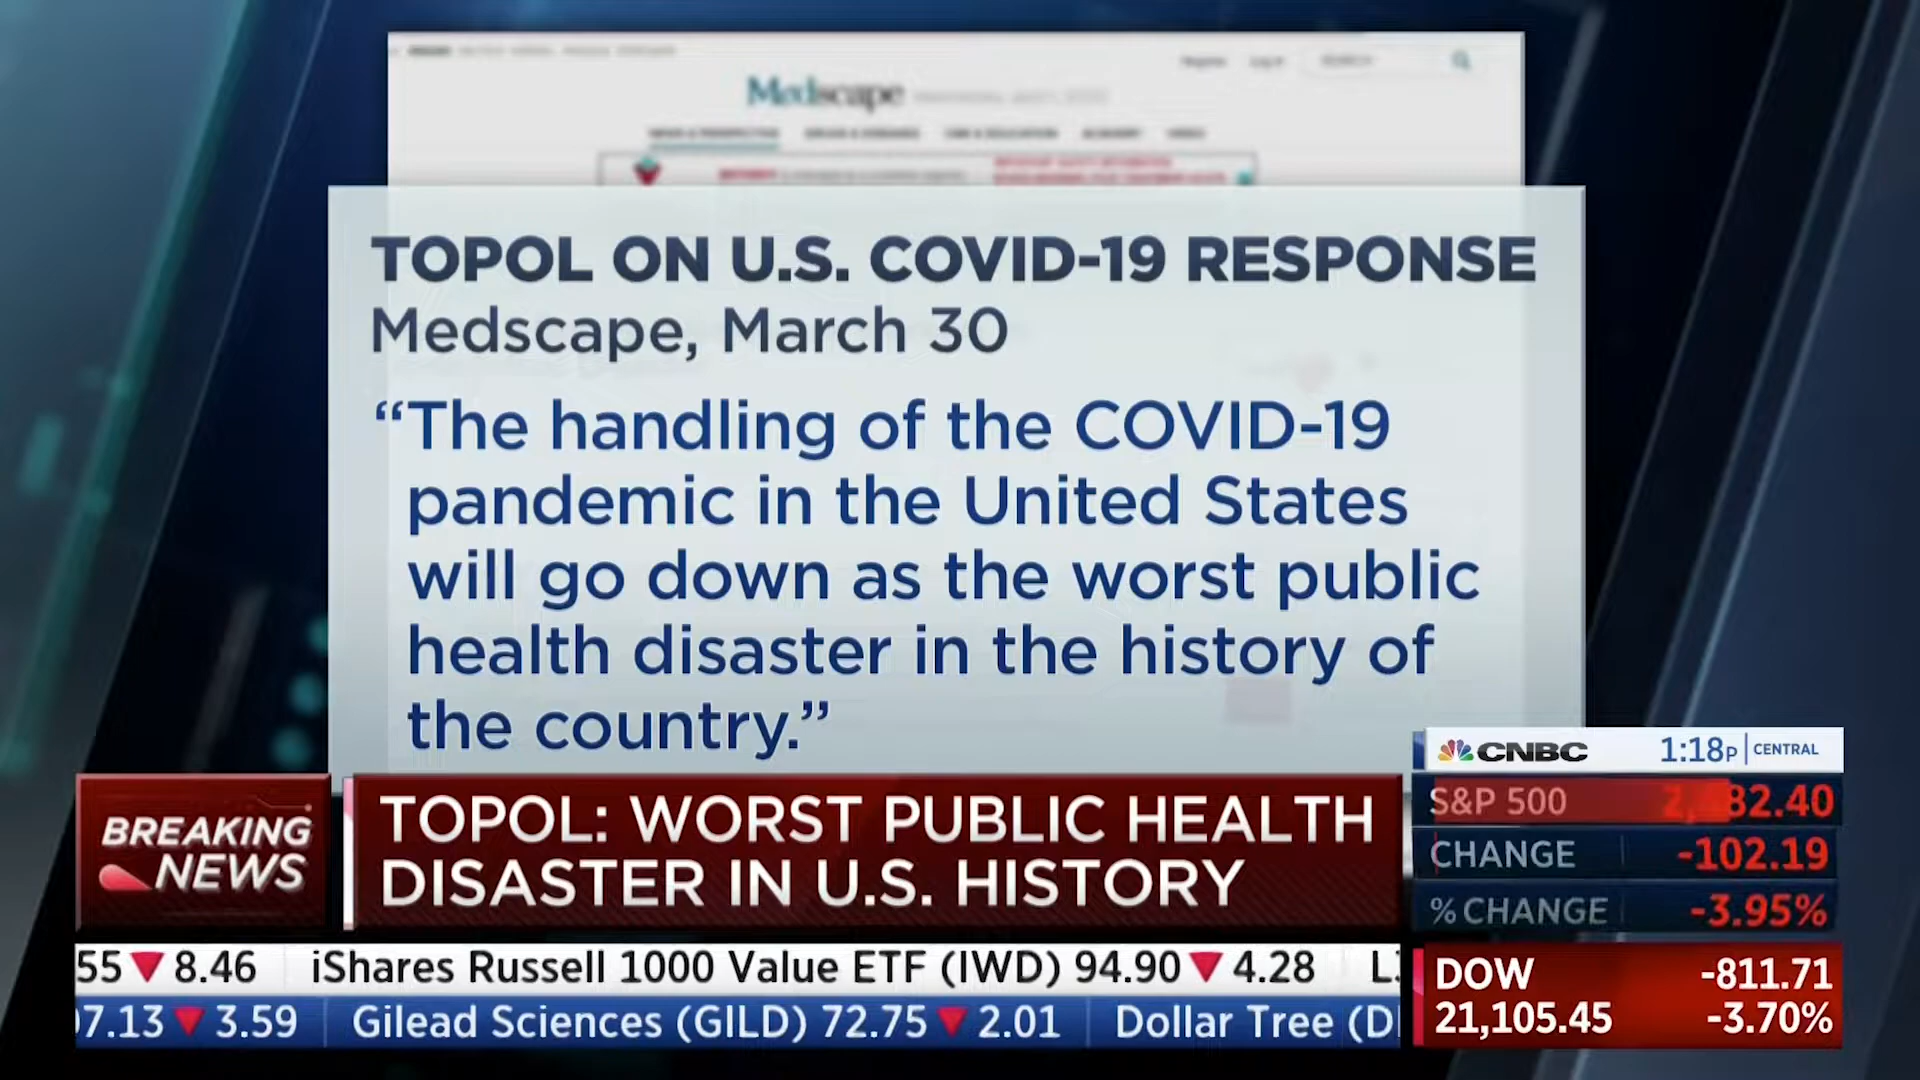 Medscape
TOPOL ON U.S. COVID-19 RESPONSE
Medscape, March 30
“The handling of the COVID-19
pandemic in the United States
will go down as the worst public
health disaster in the history of
the country.”
CNBC 1:18P CENTRAL
BREAKING
NEWS
TOPOL: WORST PUBLIC HEALTH
DISASTER IN U.S. HISTORY
S&P 500
CHANGE -102.19
% CHANGE -3.95%
55 ▼ 8.46 iShares Russell 1000 Value ETF (IWD) 94.90 ▼ 4.28
7.13 ▼ 3.59 Gilead Sciences (GILD) 72.75 ▼ 2.01 Dollar Tree (D
DOW -811.71
21,105.45 -3.70%